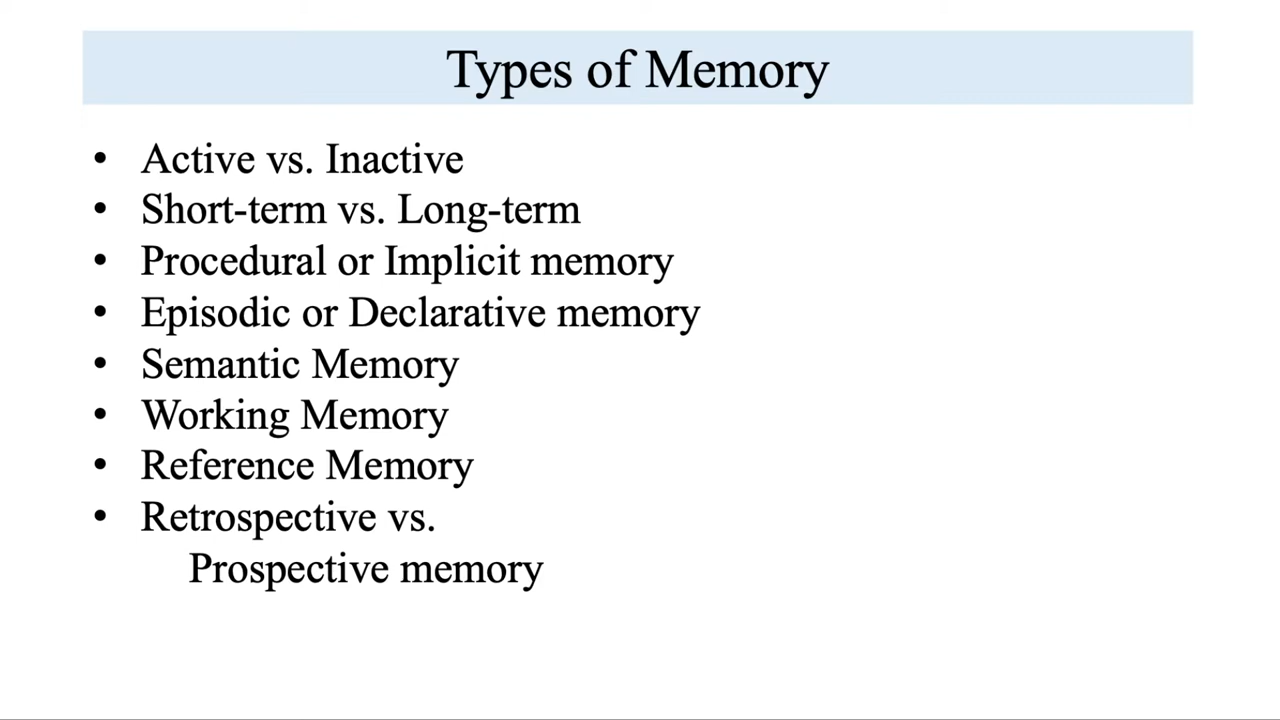 Types of Memory
• Active vs. Inactive
• Short-term vs. Long-term
• Procedural or Implicit memory
• Episodic or Declarative memory
• Semantic Memory
• Working Memory
• Reference Memory
• Retrospective vs.
Prospective memory